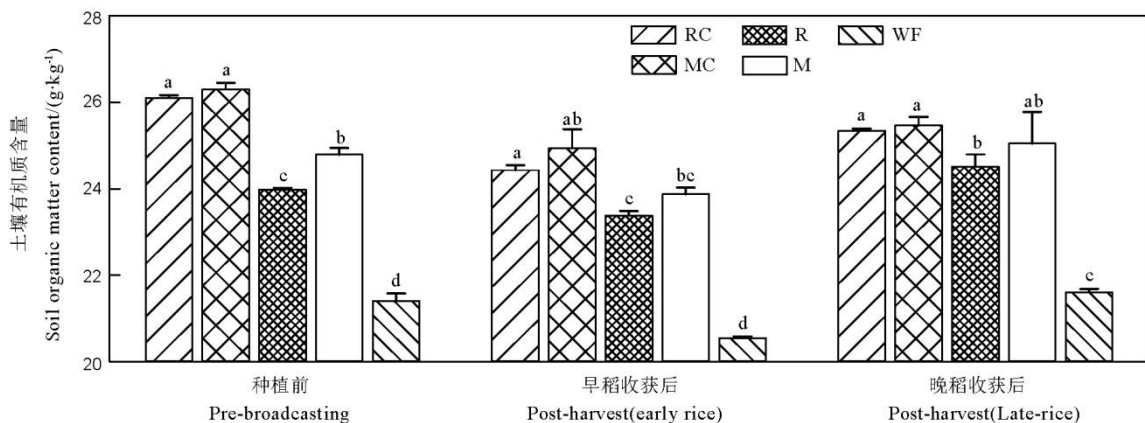 土壤有机质含量
Soil organic matter content/(g·kg⁻¹)
28
26
24
22
20
RC
R
WF
MC
M
a
a
c
b
d
a
ab
c
bc
d
a
a
b
ab
c
种植前
早稻收获后
晚稻收获后
Pre-broadcasting
Post-harvest(early rice)
Post-harvest(Late-rice)